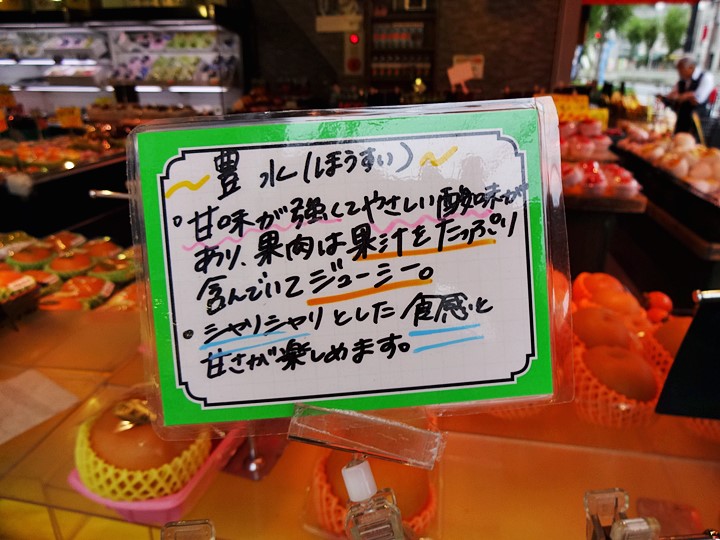 ~豊水(ほうすい)~
・甘味が強くてやさしい酸味が
あり、果肉は果汁をたっぷり
含んでいてジューシー。
・シャリシャリとした食感と
甘さが楽しめます。